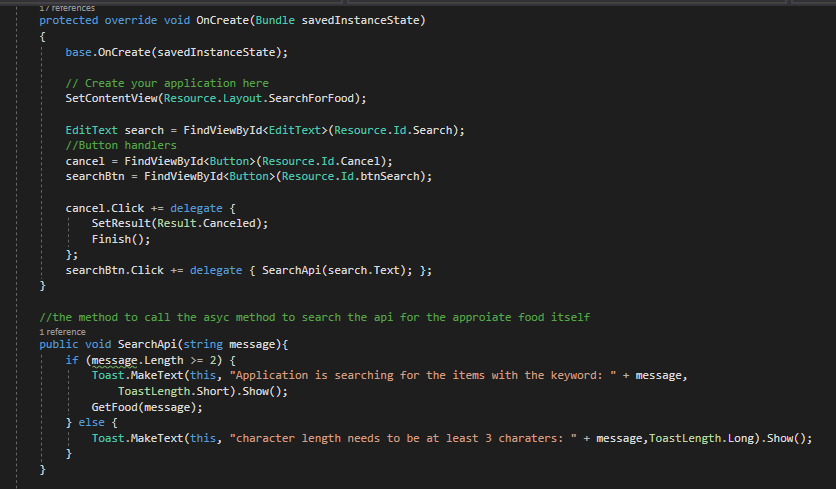 17 references
protected override void OnCreate(Bundle savedInstanceState)
{
base.OnCreate(savedInstanceState);
// Create your application here
SetContentView(Resource.Layout.SearchForFood);
EditText search = FindViewById<EditText>(Resource.Id.Search);
//Button handlers
cancel = FindViewById<Button>(Resource.Id.Cancel);
searchBtn = FindViewById<Button>(Resource.Id.btnSearch);
cancel.Click += delegate {
SetResult(Result.Canceled);
Finish();
};
searchBtn.Click += delegate { SearchApi(search.Text); };
}
//the method to call the asyc method to search the api for the approiate food itself
1 reference
public void SearchApi(string message){
if (message.Length >= 2) {
Toast.MakeText(this, "Application is searching for the items with the keyword: " + message,
ToastLength.Short).Show();
GetFood(message);
} else {
Toast.MakeText(this, "character length needs to be at least 3 charaters: " + message,ToastLength.Long).Show();
}
}